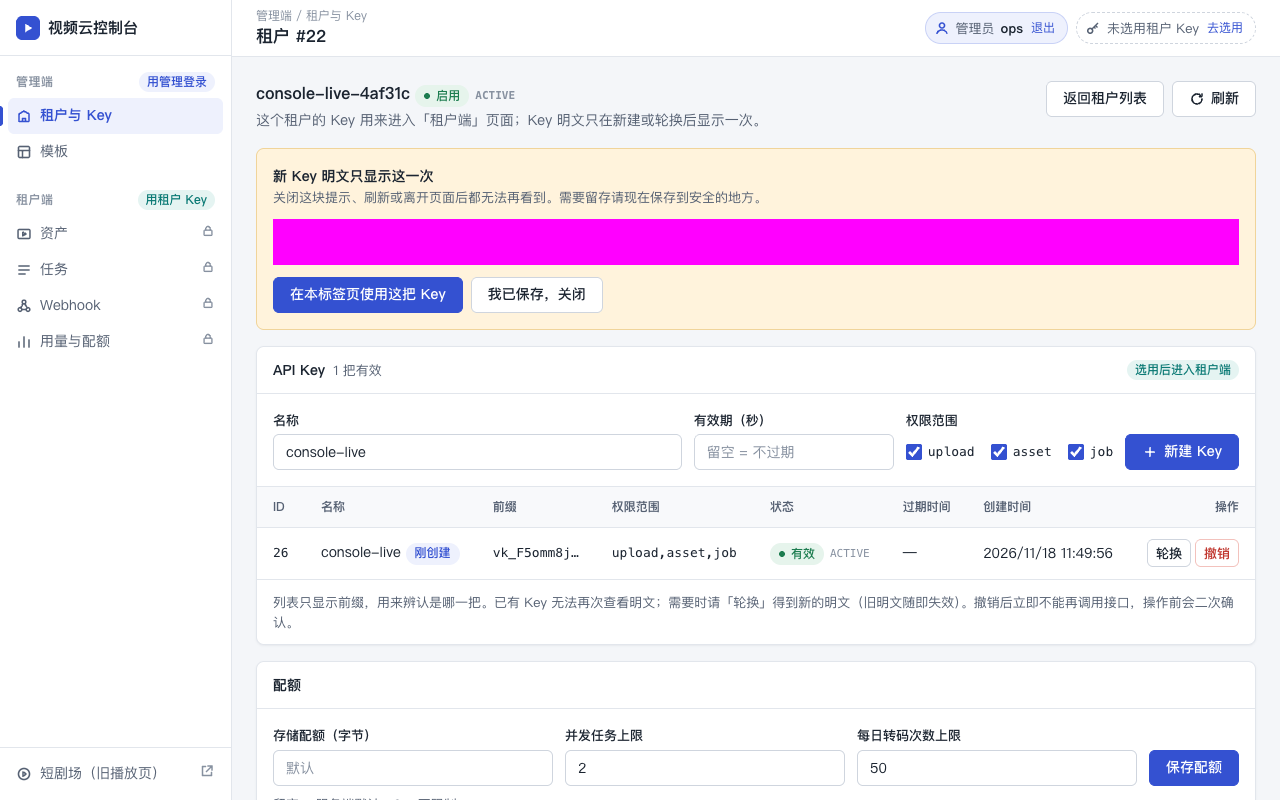 视频云控制台
管理端 / 租户与 Key
租户 #22
管理员 ops 退出
未选用租户 Key 去选用
管理端 用管理登录
租户与 Key
模板
租户端 用租户 Key
资产
任务
Webhook
用量与配额
短剧场（旧播放页）
console-live-4af31c 启用 ACTIVE
这个租户的 Key 用来进入「租户端」页面；Key 明文只在新建或轮换后显示一次。
返回租户列表 刷新
新 Key 明文只显示这一次
关闭这块提示、刷新或离开页面后都无法再看到。需要留存请现在保存到安全的地方。
在本标签页使用这把 Key 我已保存，关闭
API Key 1 把有效 选用后进入租户端
名称 有效期（秒） 权限范围
console-live 留空 = 不过期 upload asset job 新建 Key
ID 名称 前缀 权限范围 状态 过期时间 创建时间 操作
26 console-live 刚创建 vk_F5omm8j… upload,asset,job 有效 ACTIVE — 2026/11/18 11:49:56 轮换 撤销
列表只显示前缀，用来辨认是哪一把。已有 Key 无法再次查看明文；需要时请「轮换」得到新的明文（旧明文随即失效）。撤销后立即不能再调用接口，操作前会二次确
认。
配额
存储配额（字节） 并发任务上限 每日转码次数上限
默认 2 50 保存配额